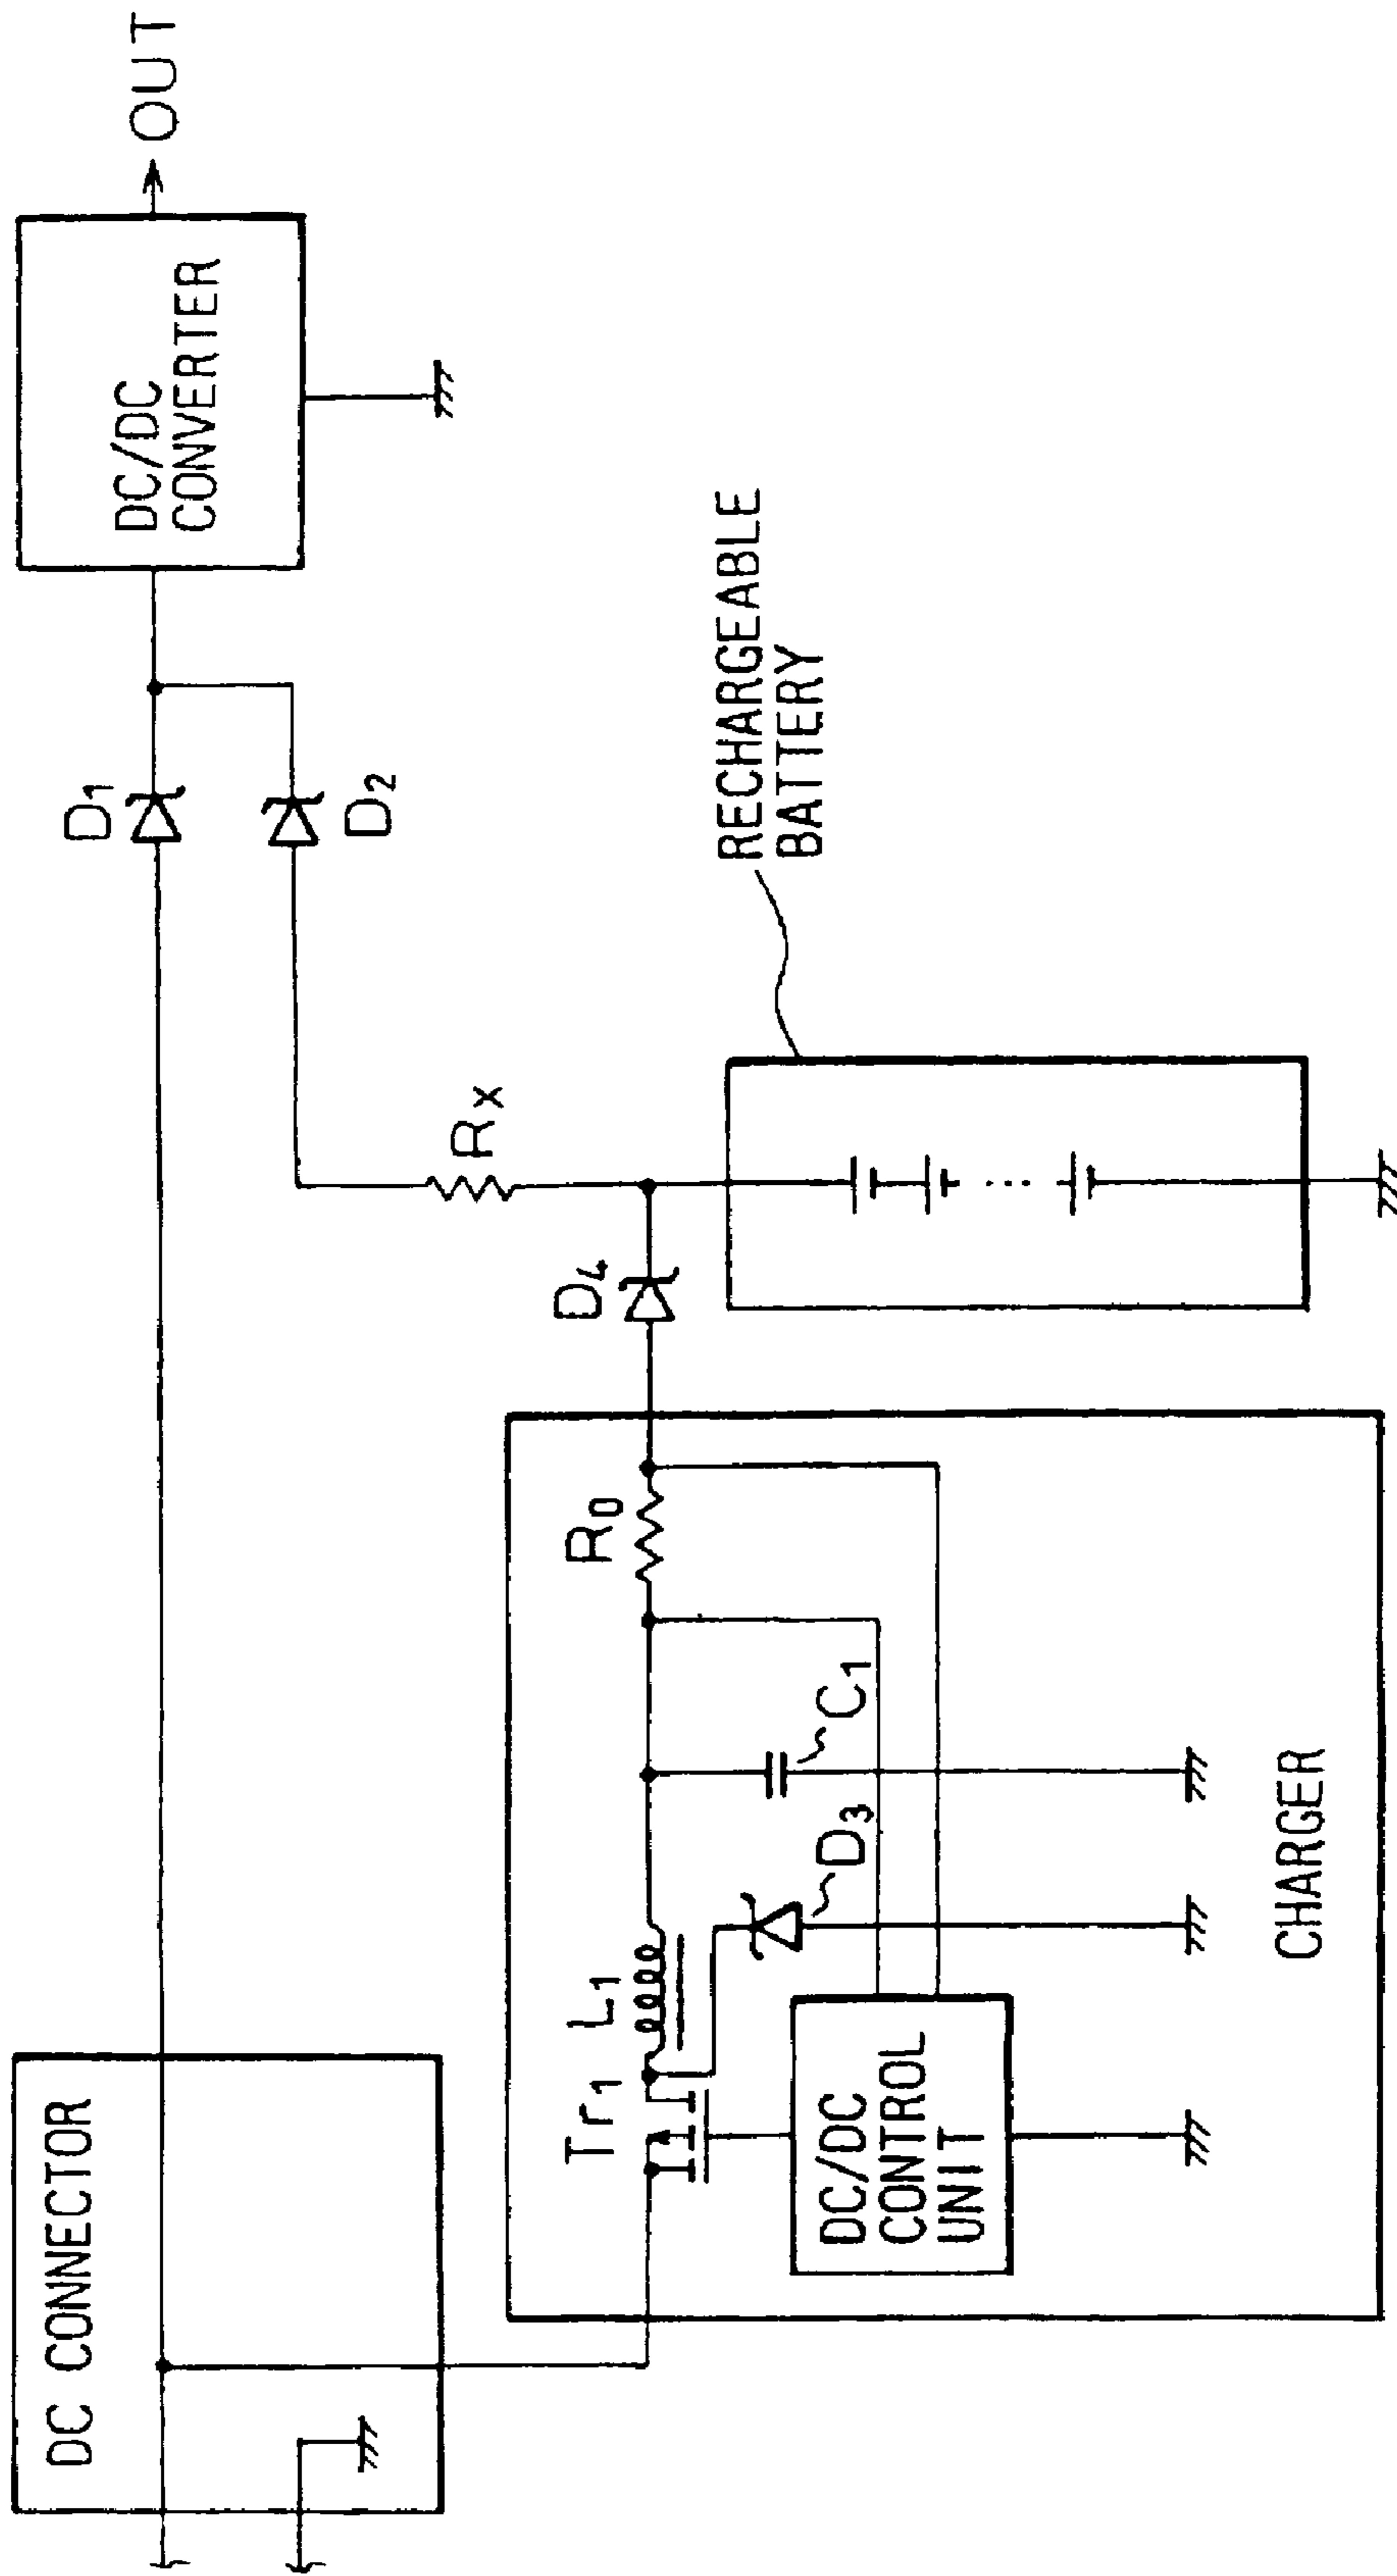 DC CONNECTOR
D₁
D₂
DC/DC
CONVERTER
OUT
Rₓ
D₄
RECHARGEABLE
BATTERY
Tr₁
L₁
R₀
C₁
D₃
DC/DC
CONTROL
UNIT
CHARGER